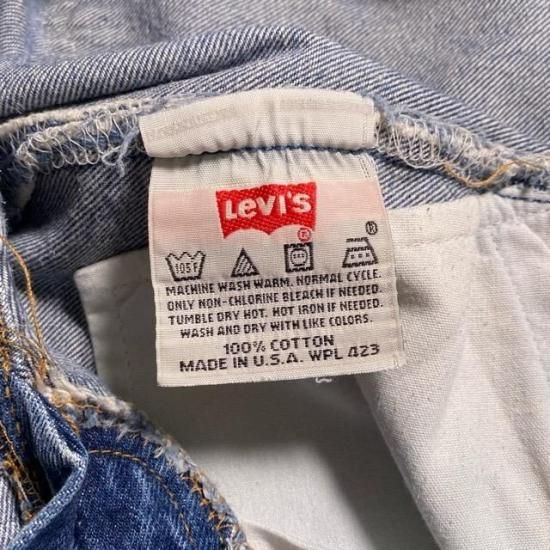 Levi's
®
105F
®
MACHINE WASH WARM. NORMAL CYCLE.
ONLY NON-CHLORINE BLEACH IF NEEDED.
TUMBLE DRY HOT. HOT IRON IF NEEDED.
WASH AND DRY WITH LIKE COLORS.
100% COTTON
MADE IN U.S.A. WPL 423